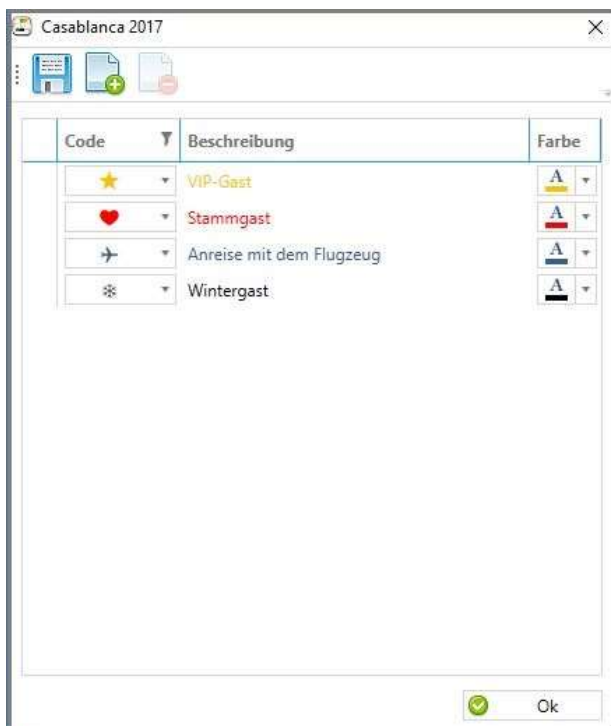 Casablanca 2017
Code Beschreibung Farbe
VIP-Gast A
Stammgast A
Anreise mit dem Flugzeug A
Wintergast A
Ok